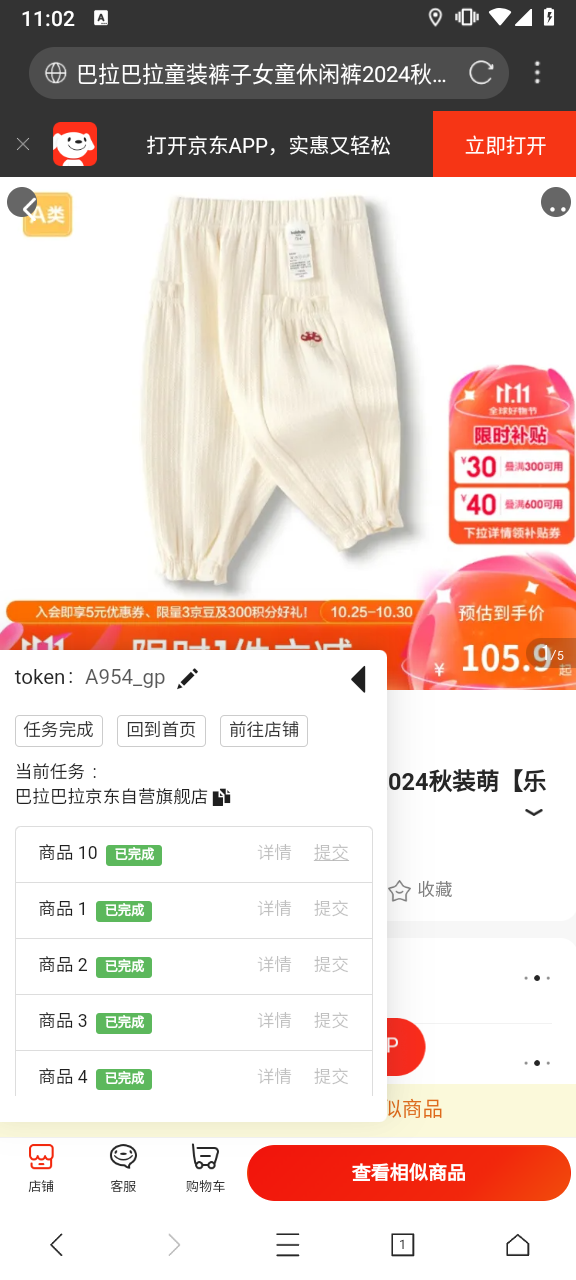 11:02
A
巴拉巴拉童装裤子女童休闲裤2024秋...
打开京东APP，实惠又轻松
立即打开
A类
11.11
全球好物节
限时补贴
¥30 叠满300可用
¥40 叠满600可用
下拉详情领补贴券
入会即享5元优惠券、限量3京豆及300积分好礼!
10.25-10.30
预估到手价
11.11
¥ 105.9 起
1/5
token： A954_gp
任务完成
回到首页
前往店铺
当前任务：
巴拉巴拉京东自营旗舰店
024秋装萌【乐
商品 10 已完成 详情 提交
收藏
商品 1 已完成 详情 提交
商品 2 已完成 详情 提交
商品 3 已完成 详情 提交
P
商品 4 已完成 详情 提交
似商品
店铺
客服
购物车
查看相似商品
1